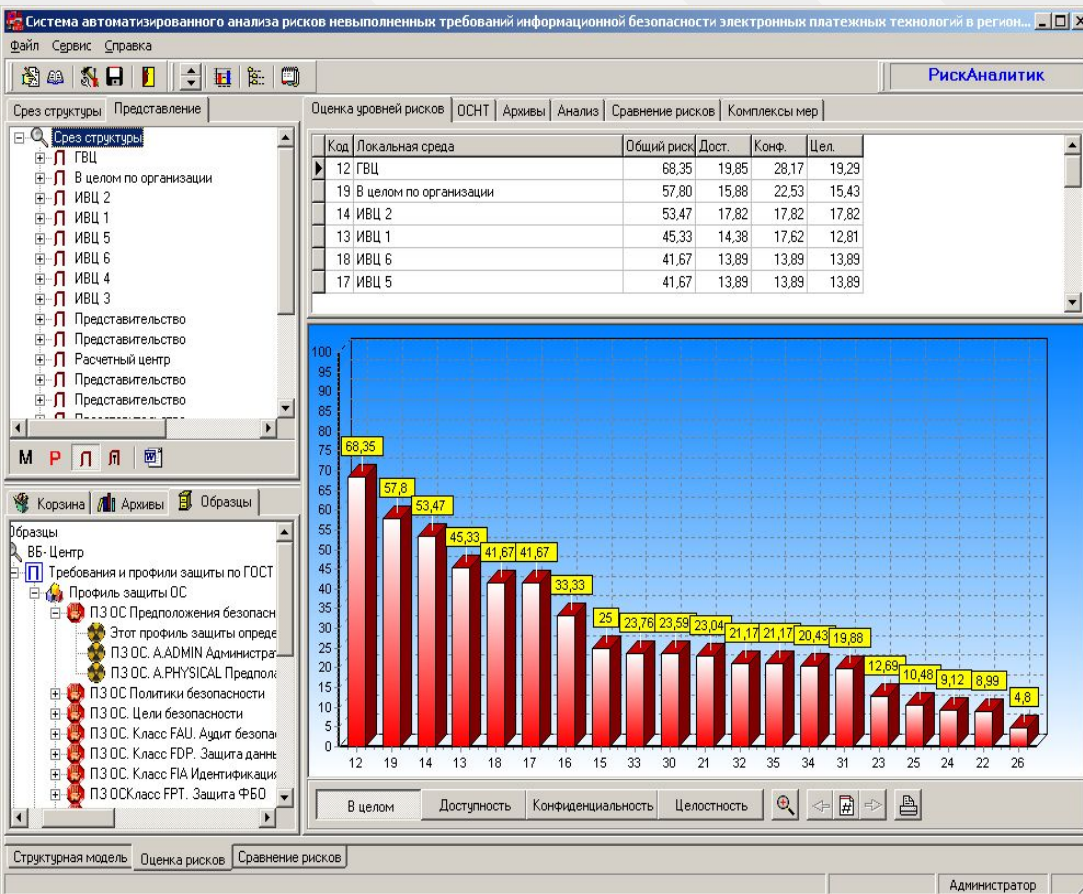 Система автоматизированного анализа рисков невыполненных требований информационной безопасности электронных платежных технологий в регион...
Файл Сервис Справка
РискАналитик
Срез структуры Представление
Срез структуры
Л ГВЦ
Л В целом по организации
Л ИВЦ 2
Л ИВЦ 1
Л ИВЦ 5
Л ИВЦ 6
Л ИВЦ 4
Л ИВЦ 3
Л Представительство
Л Представительство
Л Расчетный центр
Л Представительство
Л Представительство
М Р Л Я
Корзина Архивы Образцы
Образцы
ВБ- Центр
П Требования и профили защиты по ГОСТ
Профиль защиты ОС
ПЗ ОС Предположения безопасн
Этот профиль защиты опреде
ПЗ ОС. A.ADMIN Администра
ПЗ ОС. A.PHYSICAL Предпола
ПЗ ОС Политики безопасности
ПЗ ОС. Цели безопасности
ПЗ ОС. Класс FAU. Аудит безопа
ПЗ ОС. Класс FDP. Защита данн
ПЗ ОС. Класс FIA Идентификация
ПЗ ОСКласс FPT. Защита ФБО
Оценка уровней рисков ОСНТ Архивы Анализ Сравнение рисков Комплексы мер
Код Локальная среда Общий риск Дост. Конф. Цел.
12 ГВЦ 68,35 19,85 28,17 19,29
19 В целом по организации 57,80 15,88 22,53 15,43
14 ИВЦ 2 53,47 17,82 17,82 17,82
13 ИВЦ 1 45,33 14,38 17,62 12,81
18 ИВЦ 6 41,67 13,89 13,89 13,89
17 ИВЦ 5 41,67 13,89 13,89 13,89
100
95
90
85
80
75
70
65
60
55
50
45
40
35
30
25
20
15
10
5
0
68,35 57,8 53,47 45,33 41,67 41,67 33,33 25 23,76 23,59 23,04 21,17 21,17 20,43 19,88 12,69 10,48 9,12 8,99 4,8
12 19 14 13 18 17 16 15 33 30 21 32 35 34 31 23 25 24 22 26
В целом Доступность Конфиденциальность Целостность
Структурная модель Оценка рисков Сравнение рисков
Администратор